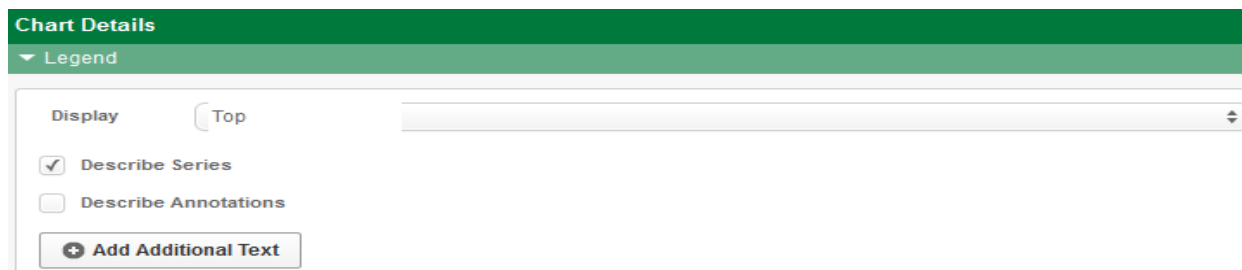 Chart Details
Legend
Display Top
Describe Series
Describe Annotations
Add Additional Text